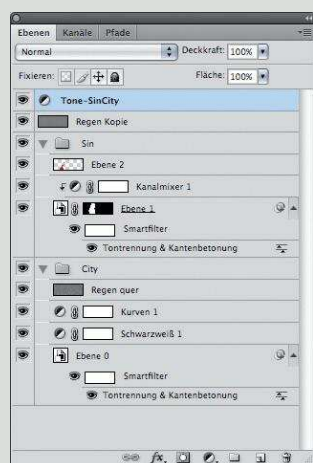 Ebenen Kanäle Pfade
Normal Deckkraft: 100%
Fixieren: Fläche: 100%
Tone-SinCity
Regen Kopie
Sin
Ebene 2
Kanalmixer 1
Ebene 1
Smartfilter
Tontrennung & Kantenbetonung
City
Regen quer
Kurven 1
Schwarzweiß 1
Ebene 0
Smartfilter
Tontrennung & Kantenbetonung
fx.